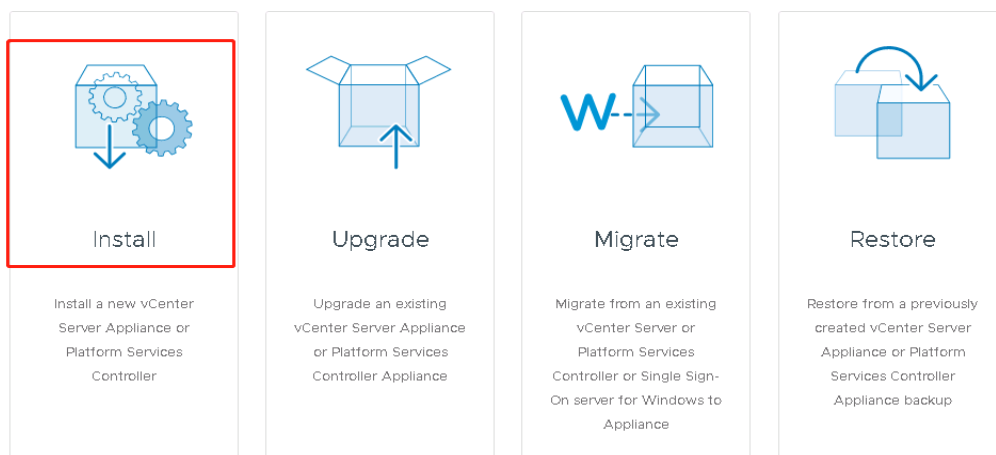 W
Install
Install a new vCenter
Server Appliance or
Platform Services
Controller
Upgrade
Upgrade an existing
vCenter Server Appliance
or Platform Services
Controller Appliance
Migrate
Migrate from an existing
vCenter Server or
Platform Services
Controller or Single Sign-
On server for Windows to
Appliance
Restore
Restore from a previously
created vCenter Server
Appliance or Platform
Services Controller
Appliance backup